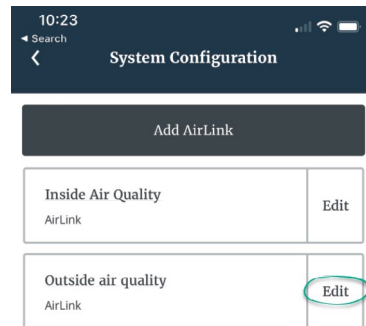 10:23
◂ Search
System Configuration
Add AirLink
Inside Air Quality
AirLink
Edit
Outside air quality
AirLink
Edit